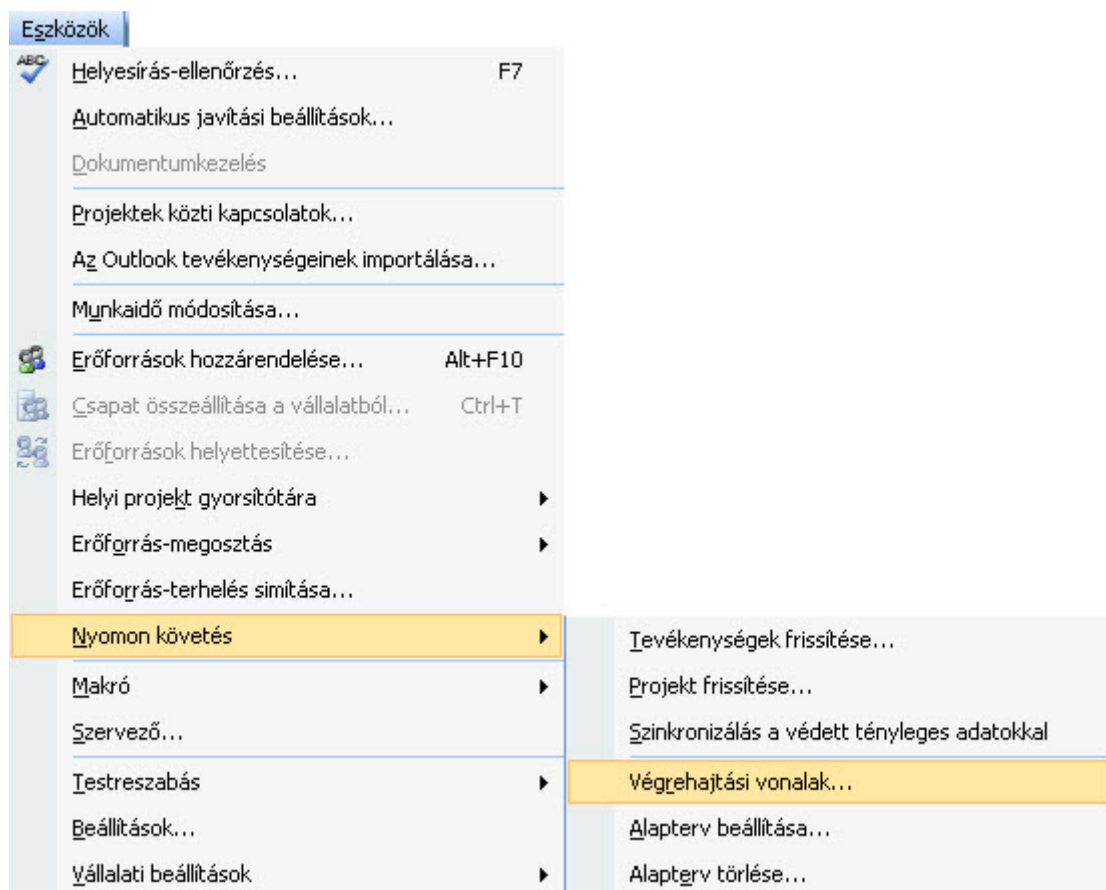 Eszközök
ABC
Helyesírás-ellenőrzés... F7
Automatikus javítási beállítások...
Dokumentumkezelés
Projektek közti kapcsolatok...
Az Outlook tevékenységeinek importálása...
Munkaidő módosítása...
Erőforrások hozzárendelése... Alt+F10
Csapat összeállítása a vállalatból... Ctrl+T
Erőforrások helyettesítése...
Helyi projekt gyorsítótára
Erőforrás-megosztás
Erőforrás-terhelés simítása...
Nyomon követés
Makró
Szervező...
Testreszabás
Beállítások...
Vállalati beállítások
Tevékenységek frissítése...
Projekt frissítése...
Szinkronizálás a védett tényleges adatokkal
Végrehajtási vonalak...
Alapterv beállítása...
Alapterv törlése...